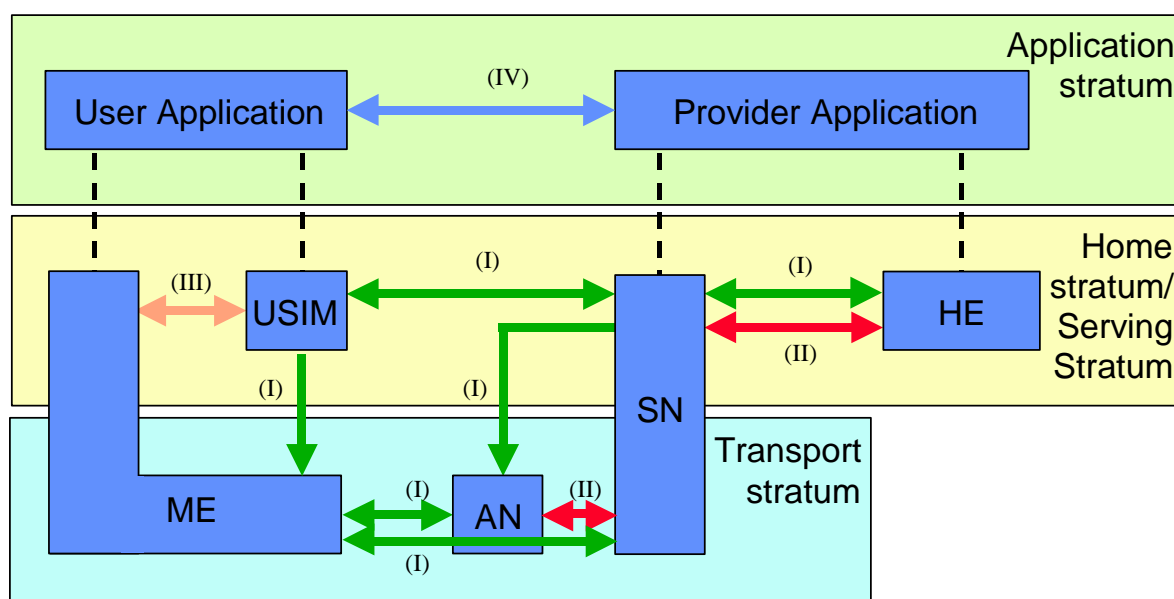 Application
stratum
(IV)
User Application
Provider Application
Home
stratum/
Serving
Stratum
(III)
(I)
(I)
USIM
HE
(II)
(I)
(I)
SN
Transport
stratum
ME
(I)
AN
(II)
(I)